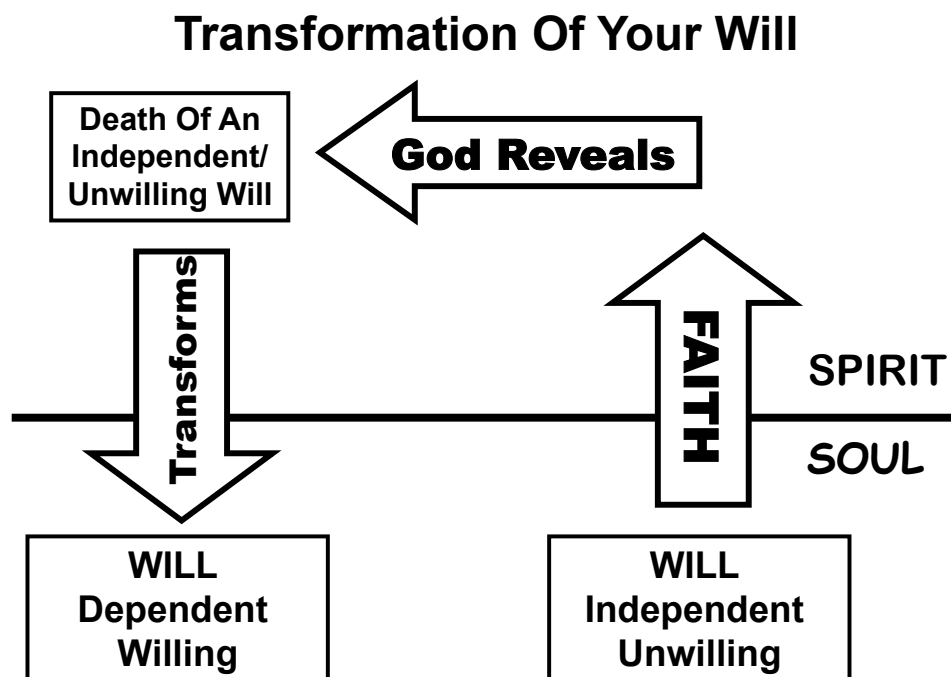 Transformation Of Your Will
Death Of An
Independent/
Unwilling Will
God Reveals
Transforms
FAITH
SPIRIT
SOUL
WILL
Dependent
Willing
WILL
Independent
Unwilling